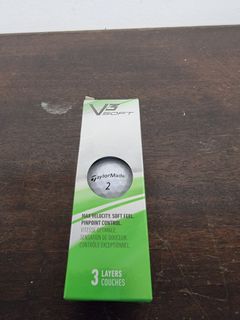 V3
SOFT
TaylorMade
2
MAX VELOCITY. SOFT FEEL.
PINPOINT CONTROL.
VITESSE OPTIMALE.
SENSATION DE DOUCEUR.
CONTRÔLE EXCEPTIONNEL.
3 LAYERS
COUCHES